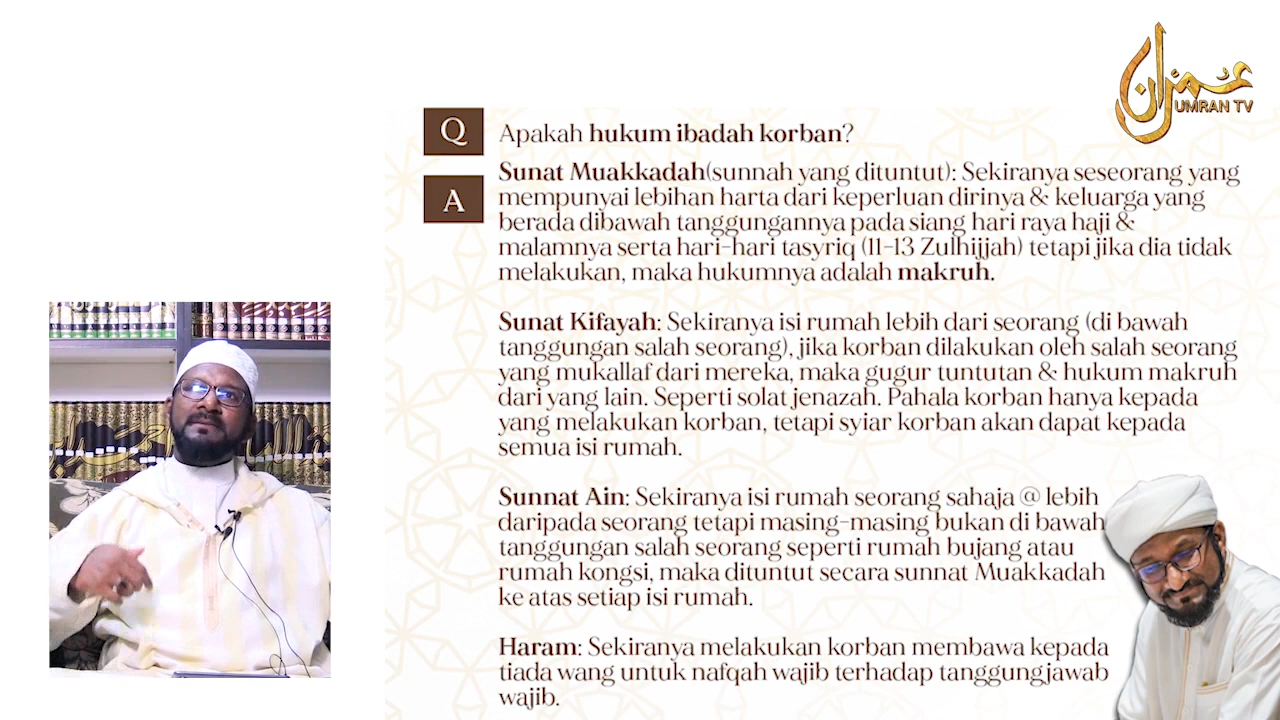 عمران
UMRAN TV
Q
Apakah hukum ibadah korban?
A
Sunat Muakkadah(sunnah yang dituntut): Sekiranya seseorang yang
mempunyai lebihan harta dari keperluan dirinya & keluarga yang
berada dibawah tanggungannya pada siang hari raya haji &
malamnya serta hari-hari tasyriq (11-13 Zulhijjah) tetapi jika dia tidak
melakukan, maka hukumnya adalah makruh.
Sunat Kifayah: Sekiranya isi rumah lebih dari seorang (di bawah
tanggungan salah seorang), jika korban dilakukan oleh salah seorang
yang mukallaf dari mereka, maka gugur tuntutan & hukum makruh
dari yang lain. Seperti solat jenazah. Pahala korban hanya kepada
yang melakukan korban, tetapi syiar korban akan dapat kepada
semua isi rumah.
Sunnat Ain: Sekiranya isi rumah seorang sahaja @ lebih
daripada seorang tetapi masing-masing bukan di bawah
tanggungan salah seorang seperti rumah bujang atau
rumah kongsi, maka dituntut secara sunnat Muakkadah
ke atas setiap isi rumah.
Haram: Sekiranya melakukan korban membawa kepada
tiada wang untuk nafqah wajib terhadap tanggungjawab
wajib.